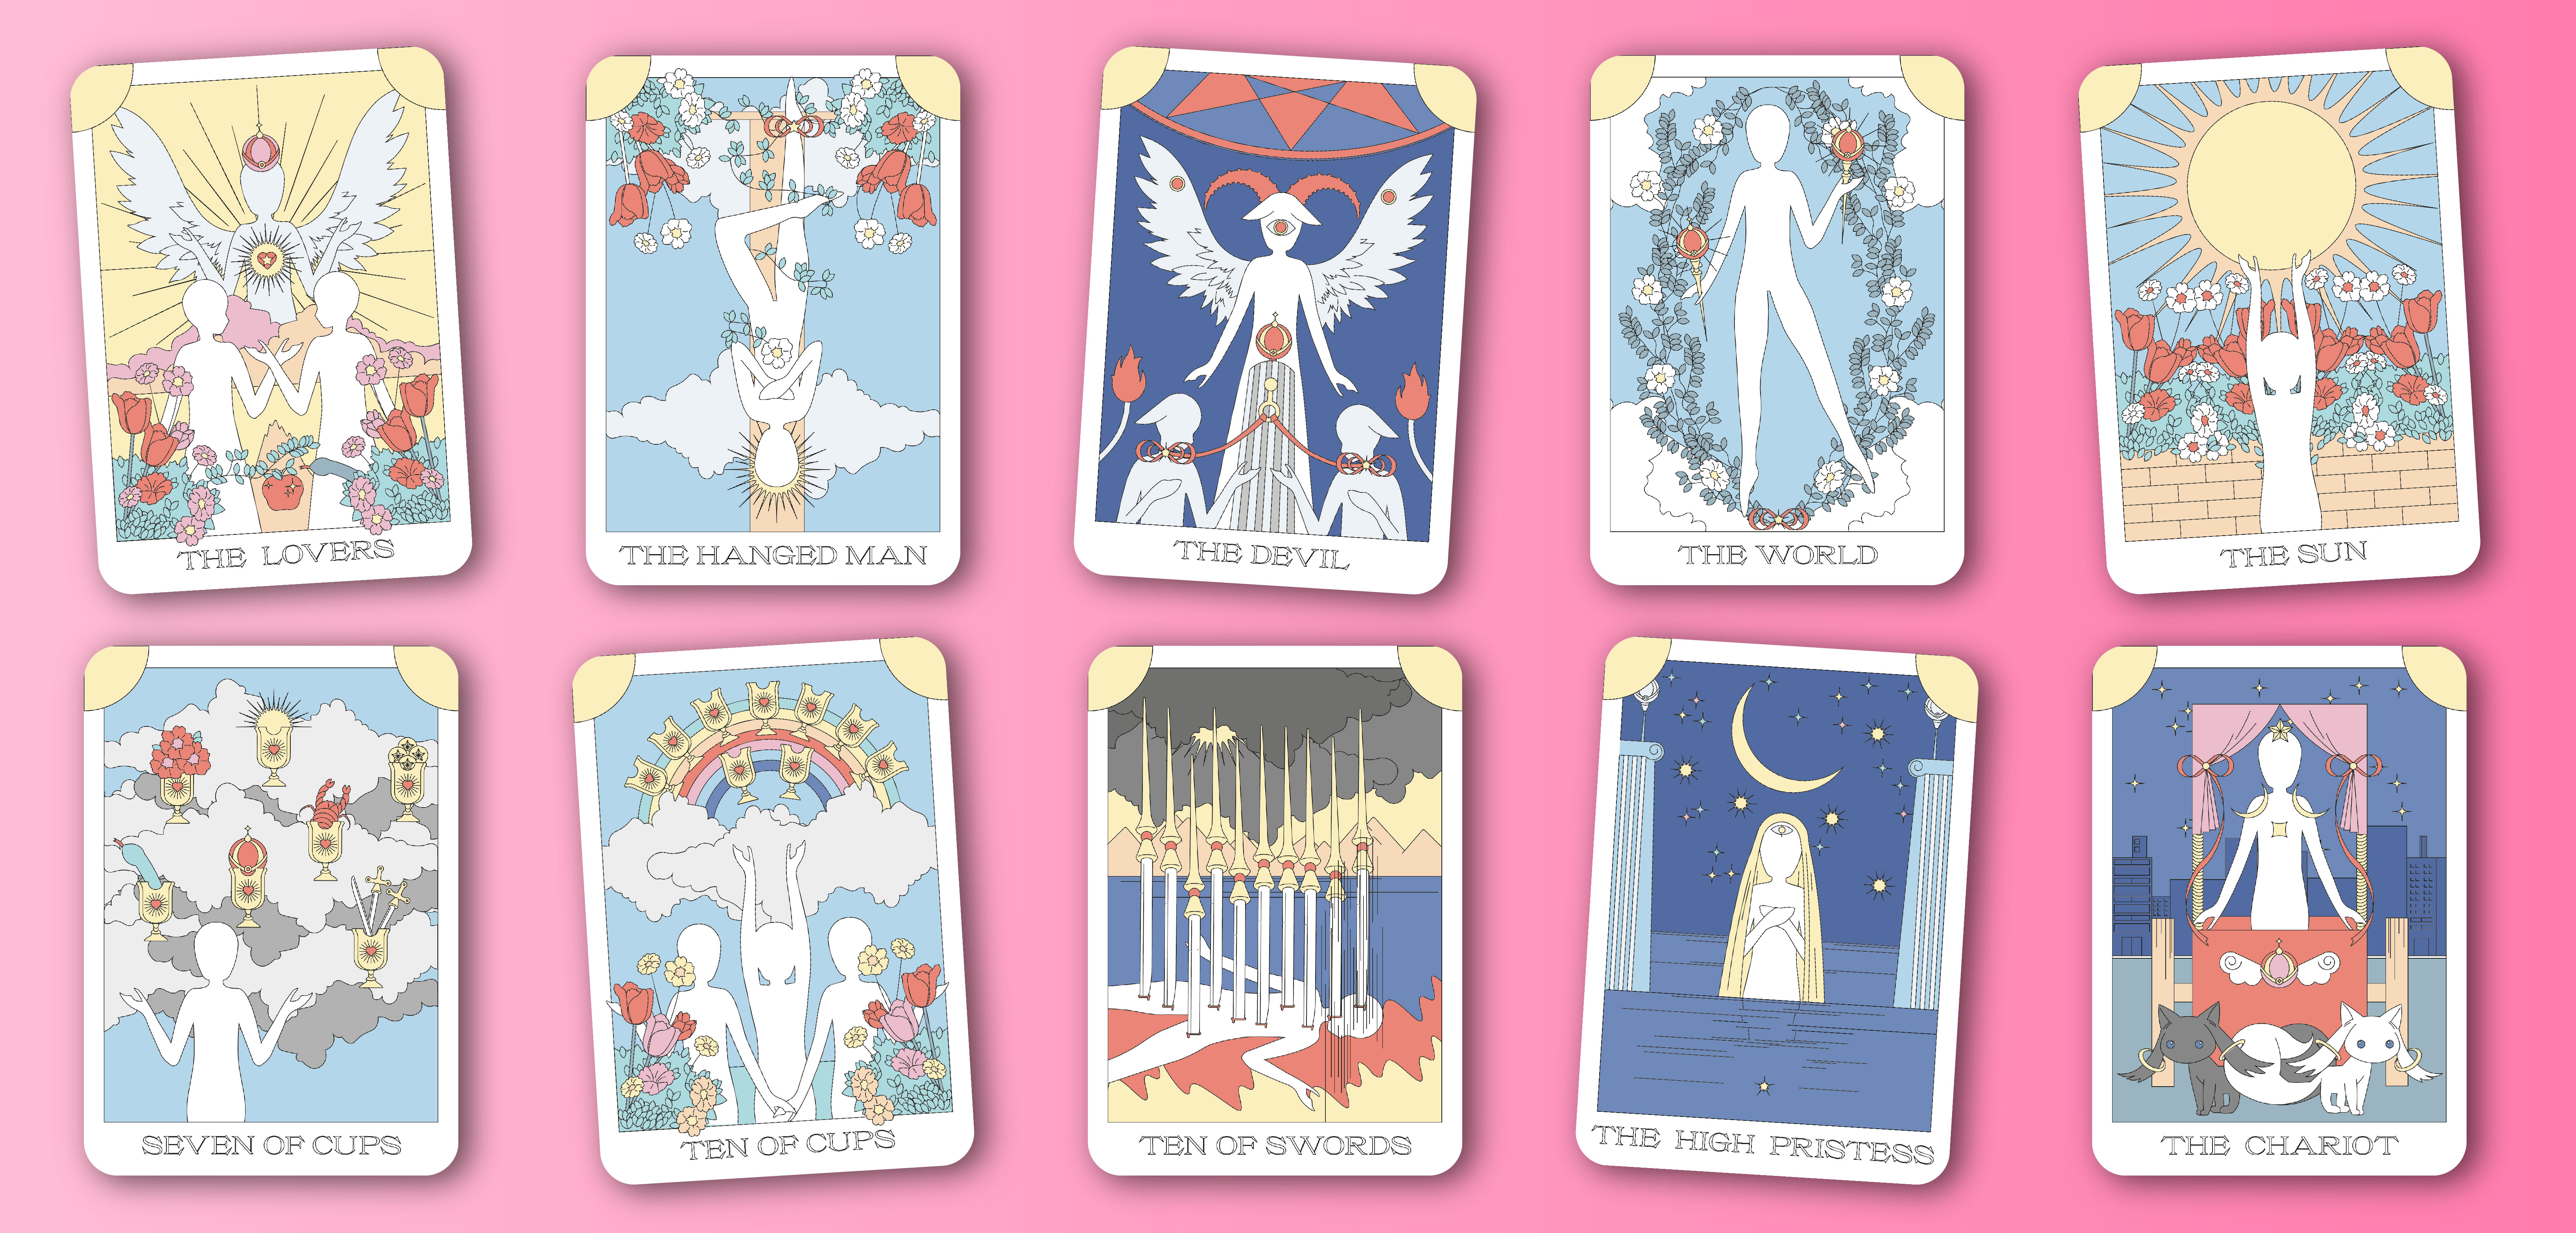 THE LOVERS
THE HANGED MAN
THE DEVIL
THE WORLD
THE SUN
SEVEN OF CUPS
TEN OF CUPS
TEN OF SWORDS
THE HIGH PRISTESS
THE CHARIOT